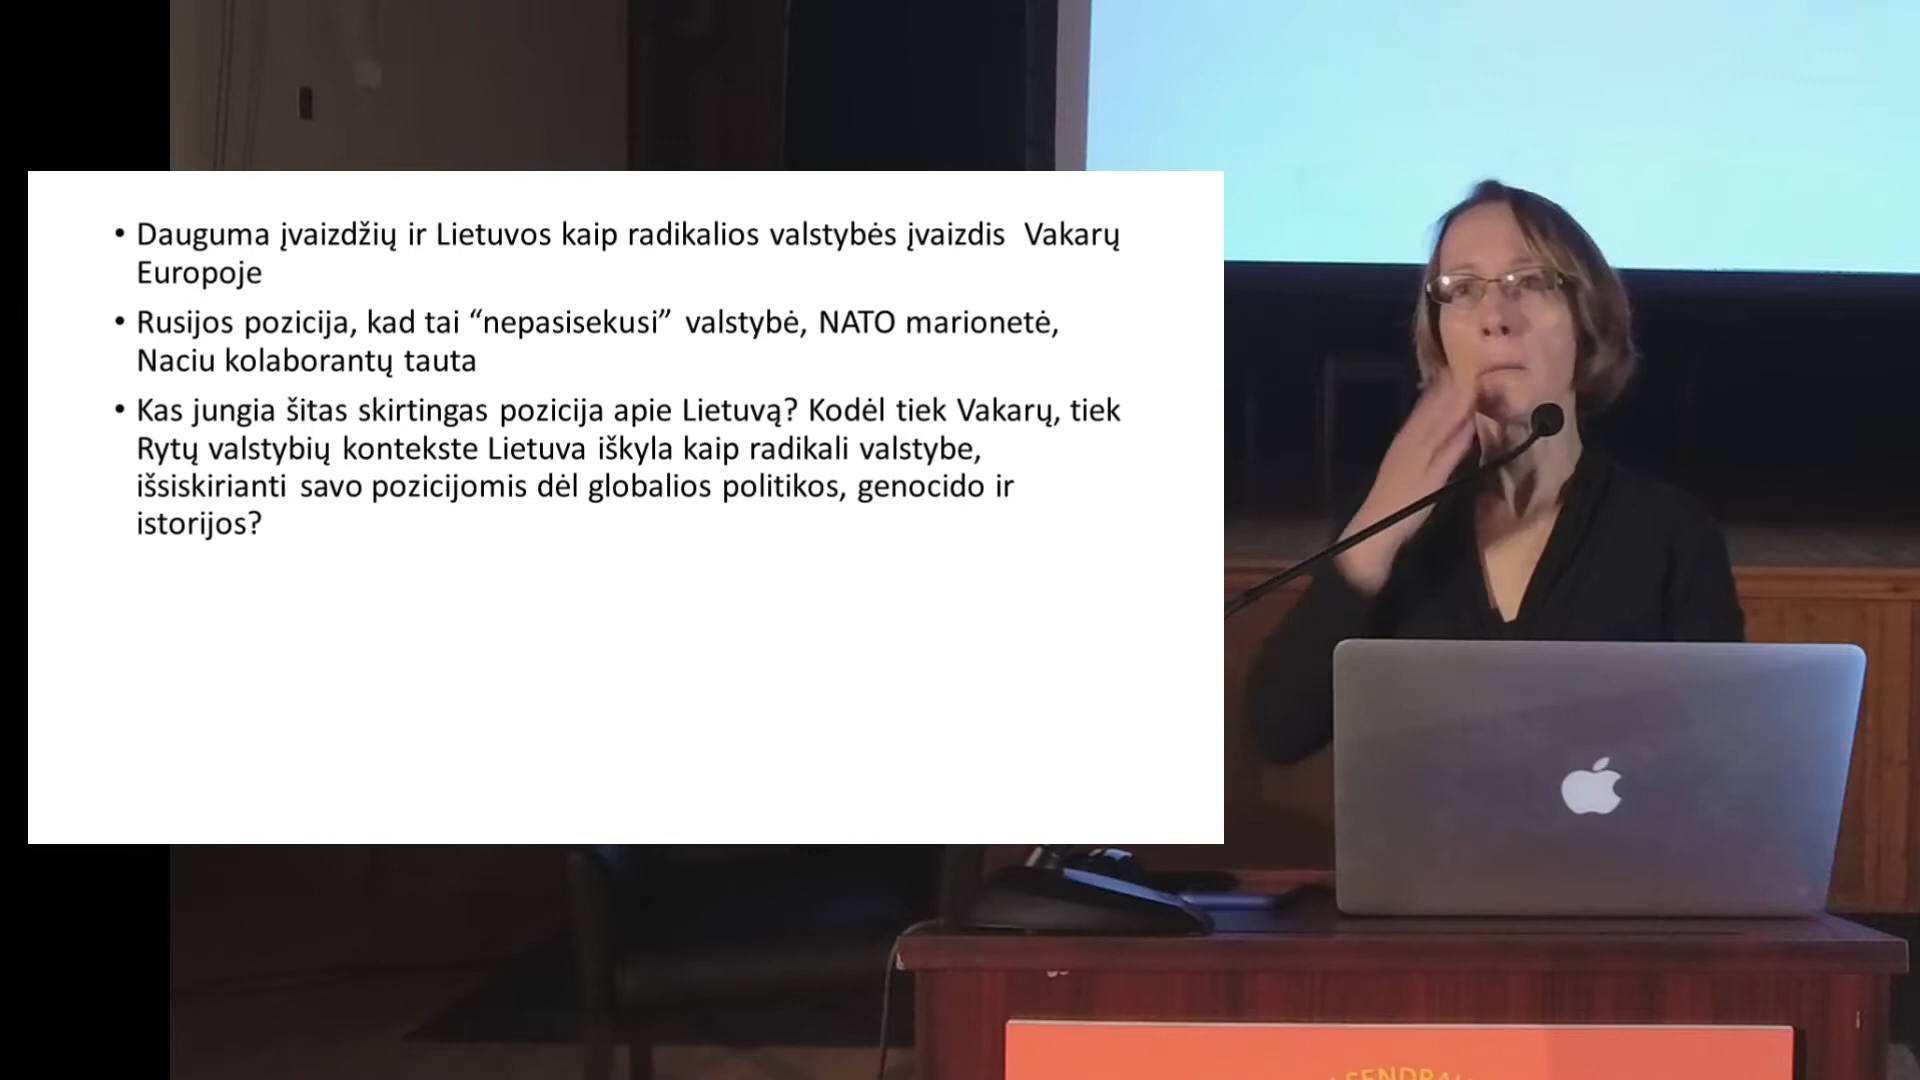 • Dauguma įvaizdžių ir Lietuvos kaip radikalios valstybės įvaizdis Vakarų
Europoje
• Rusijos pozicija, kad tai “nepasisekusi” valstybė, NATO marionetė,
Naciu kolaborantų tauta
• Kas jungia šitas skirtingas pozicija apie Lietuvą? Kodėl tiek Vakarų, tiek
Rytų valstybių kontekste Lietuva iškyla kaip radikali valstybe,
išsiskirianti savo pozicijomis dėl globalios politikos, genocido ir
istorijos?